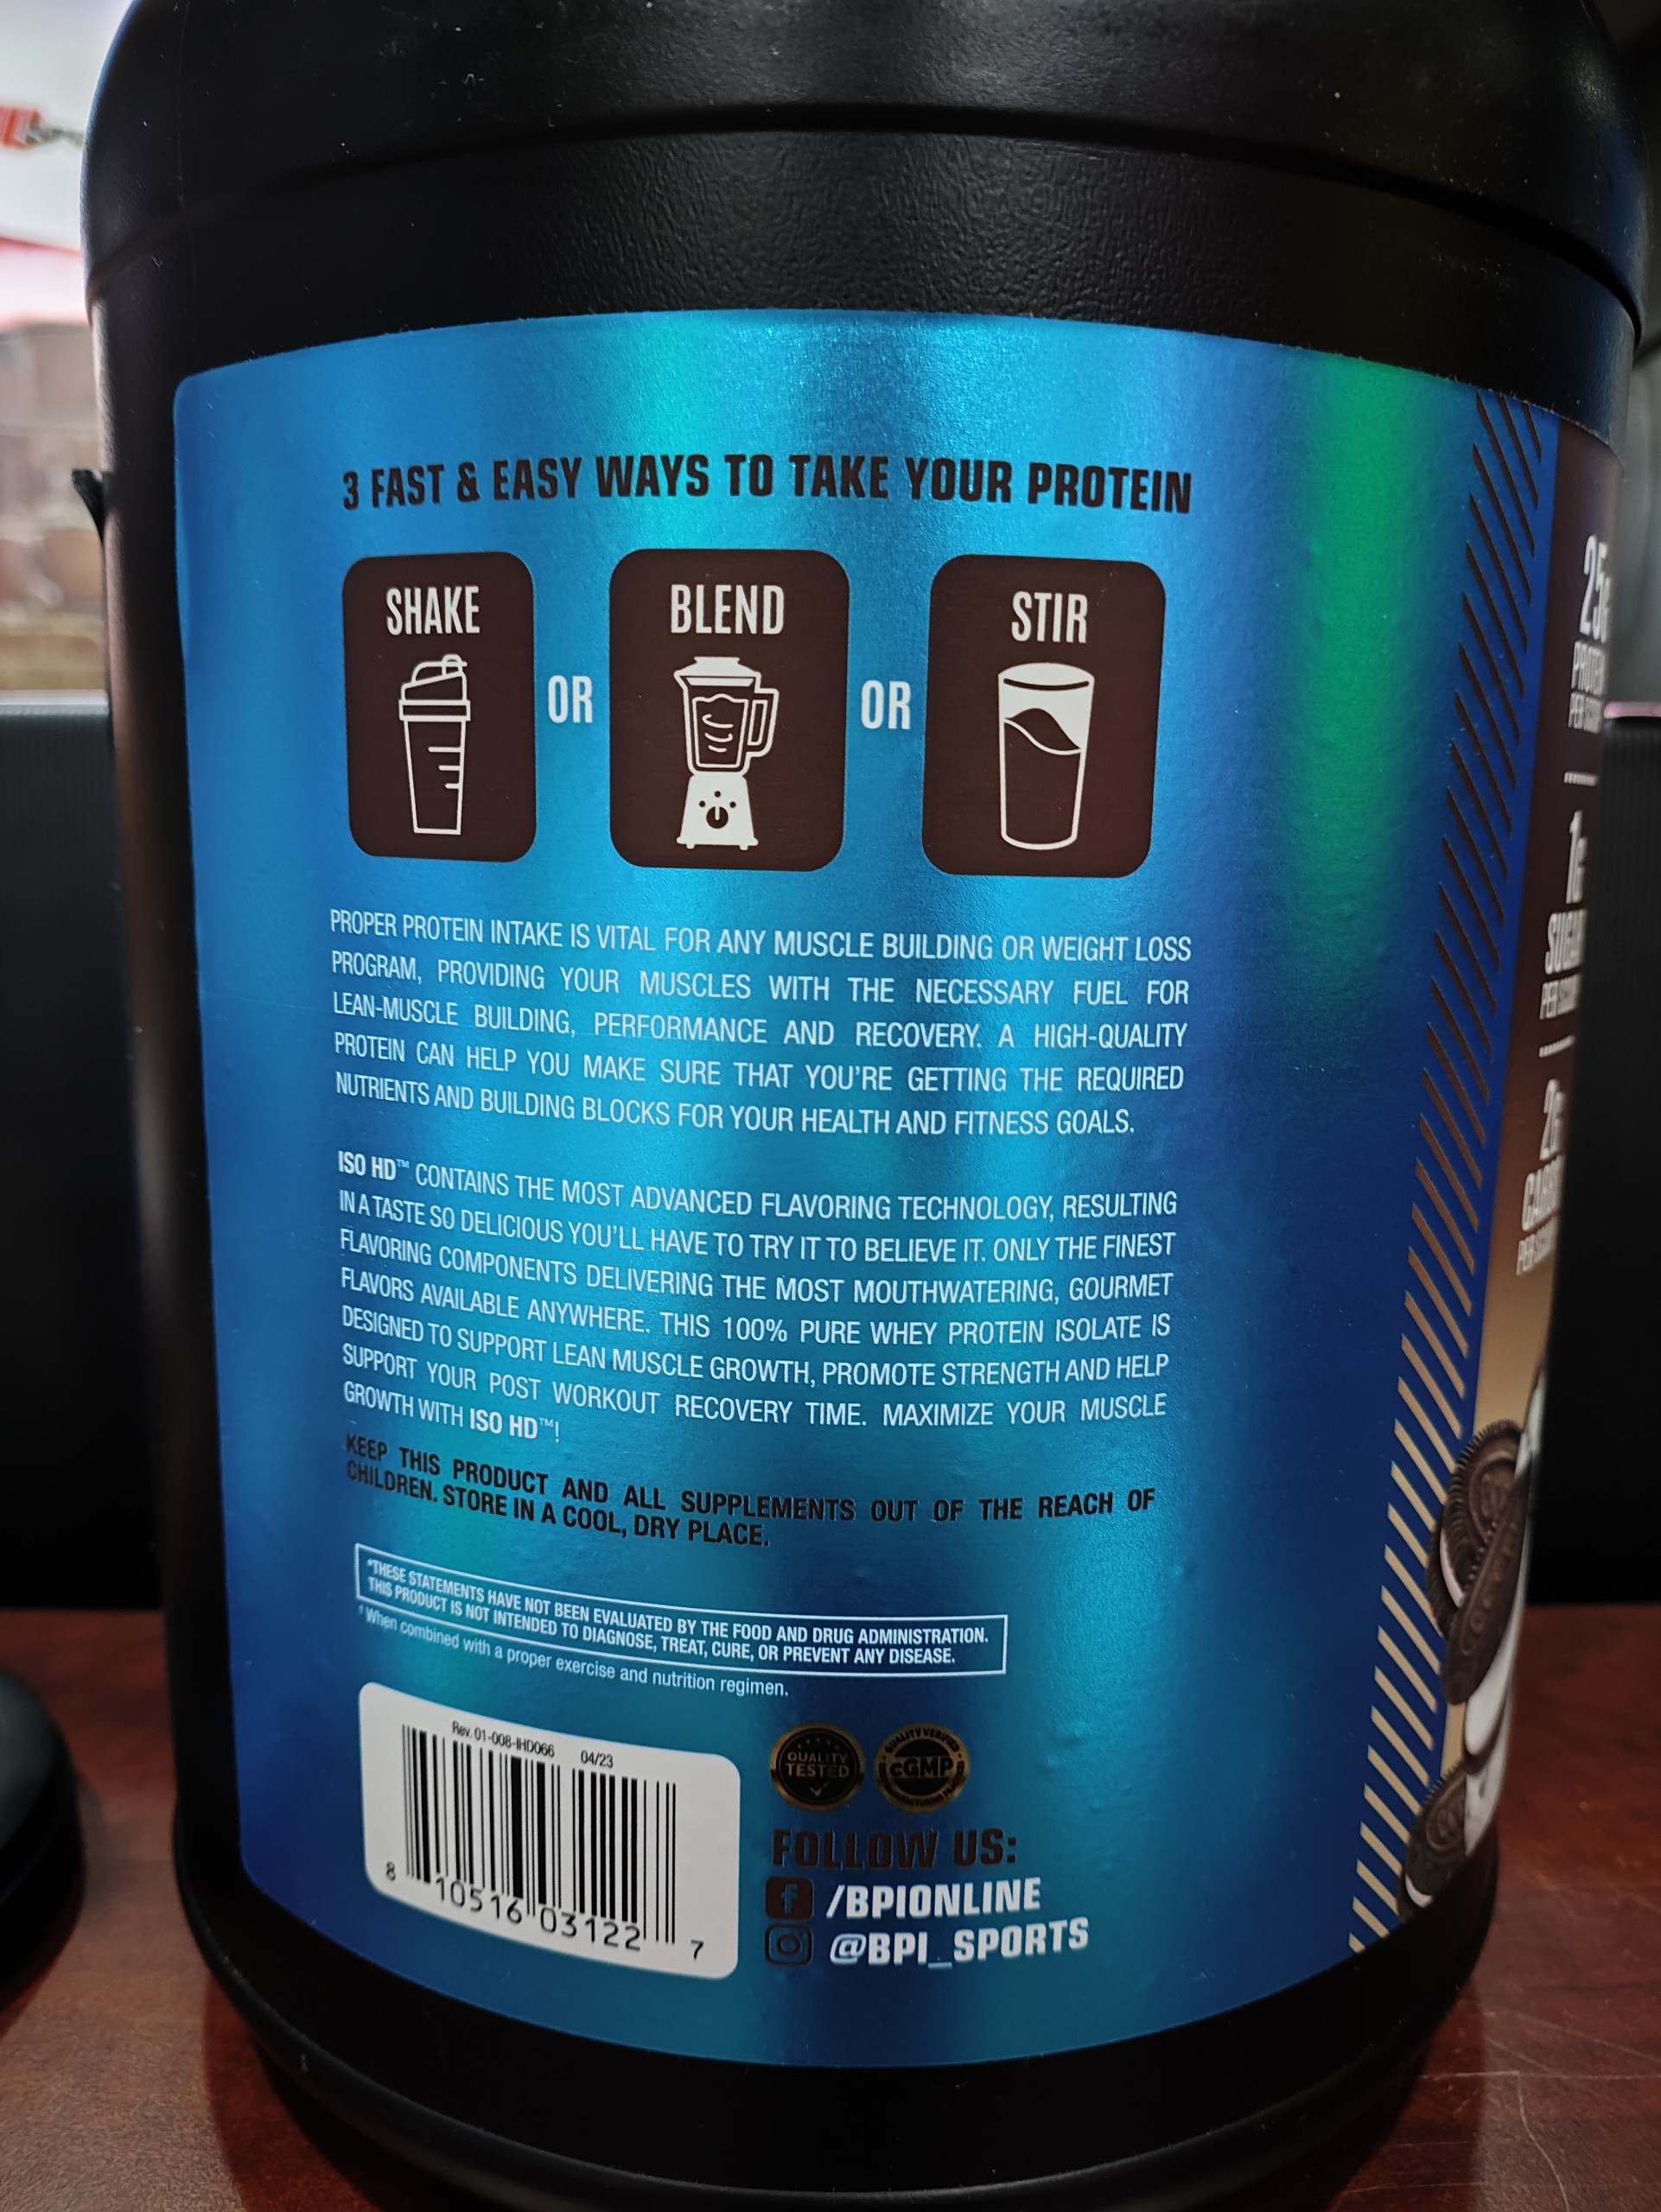 3 FAST & EASY WAYS TO TAKE YOUR PROTEIN
SHAKE
OR
BLEND
OR
STIR
PROPER PROTEIN INTAKE IS VITAL FOR ANY MUSCLE BUILDING OR WEIGHT LOSS
PROGRAM, PROVIDING YOUR MUSCLES WITH THE NECESSARY FUEL FOR
LEAN-MUSCLE BUILDING, PERFORMANCE AND RECOVERY. A HIGH-QUALITY
PROTEIN CAN HELP YOU MAKE SURE THAT YOU'RE GETTING THE REQUIRED
NUTRIENTS AND BUILDING BLOCKS FOR YOUR HEALTH AND FITNESS GOALS.
ISO HD™ CONTAINS THE MOST ADVANCED FLAVORING TECHNOLOGY, RESULTING
IN A TASTE SO DELICIOUS YOU'LL HAVE TO TRY IT TO BELIEVE IT. ONLY THE FINEST
FLAVORING COMPONENTS DELIVERING THE MOST MOUTHWATERING, GOURMET
FLAVORS AVAILABLE ANYWHERE. THIS 100% PURE WHEY PROTEIN ISOLATE IS
DESIGNED TO SUPPORT LEAN MUSCLE GROWTH, PROMOTE STRENGTH AND HELP
SUPPORT YOUR POST WORKOUT RECOVERY TIME. MAXIMIZE YOUR MUSCLE
GROWTH WITH ISO HD™!
KEEP THIS PRODUCT AND ALL SUPPLEMENTS OUT OF THE REACH OF
CHILDREN. STORE IN A COOL, DRY PLACE.
*THESE STATEMENTS HAVE NOT BEEN EVALUATED BY THE FOOD AND DRUG ADMINISTRATION.
THIS PRODUCT IS NOT INTENDED TO DIAGNOSE, TREAT, CURE, OR PREVENT ANY DISEASE.
†When combined with a proper exercise and nutrition regimen.
Rev. 01-008-IHD066 04/23
8 10516 03122 7
QUALITY
TESTED
QUALITY VERIFIED
cGMP
FOLLOW US:
/BPIONLINE
@BPI_SPORTS
25g
PROTEIN
PER
1g
SUGAR
PER
2g
PER